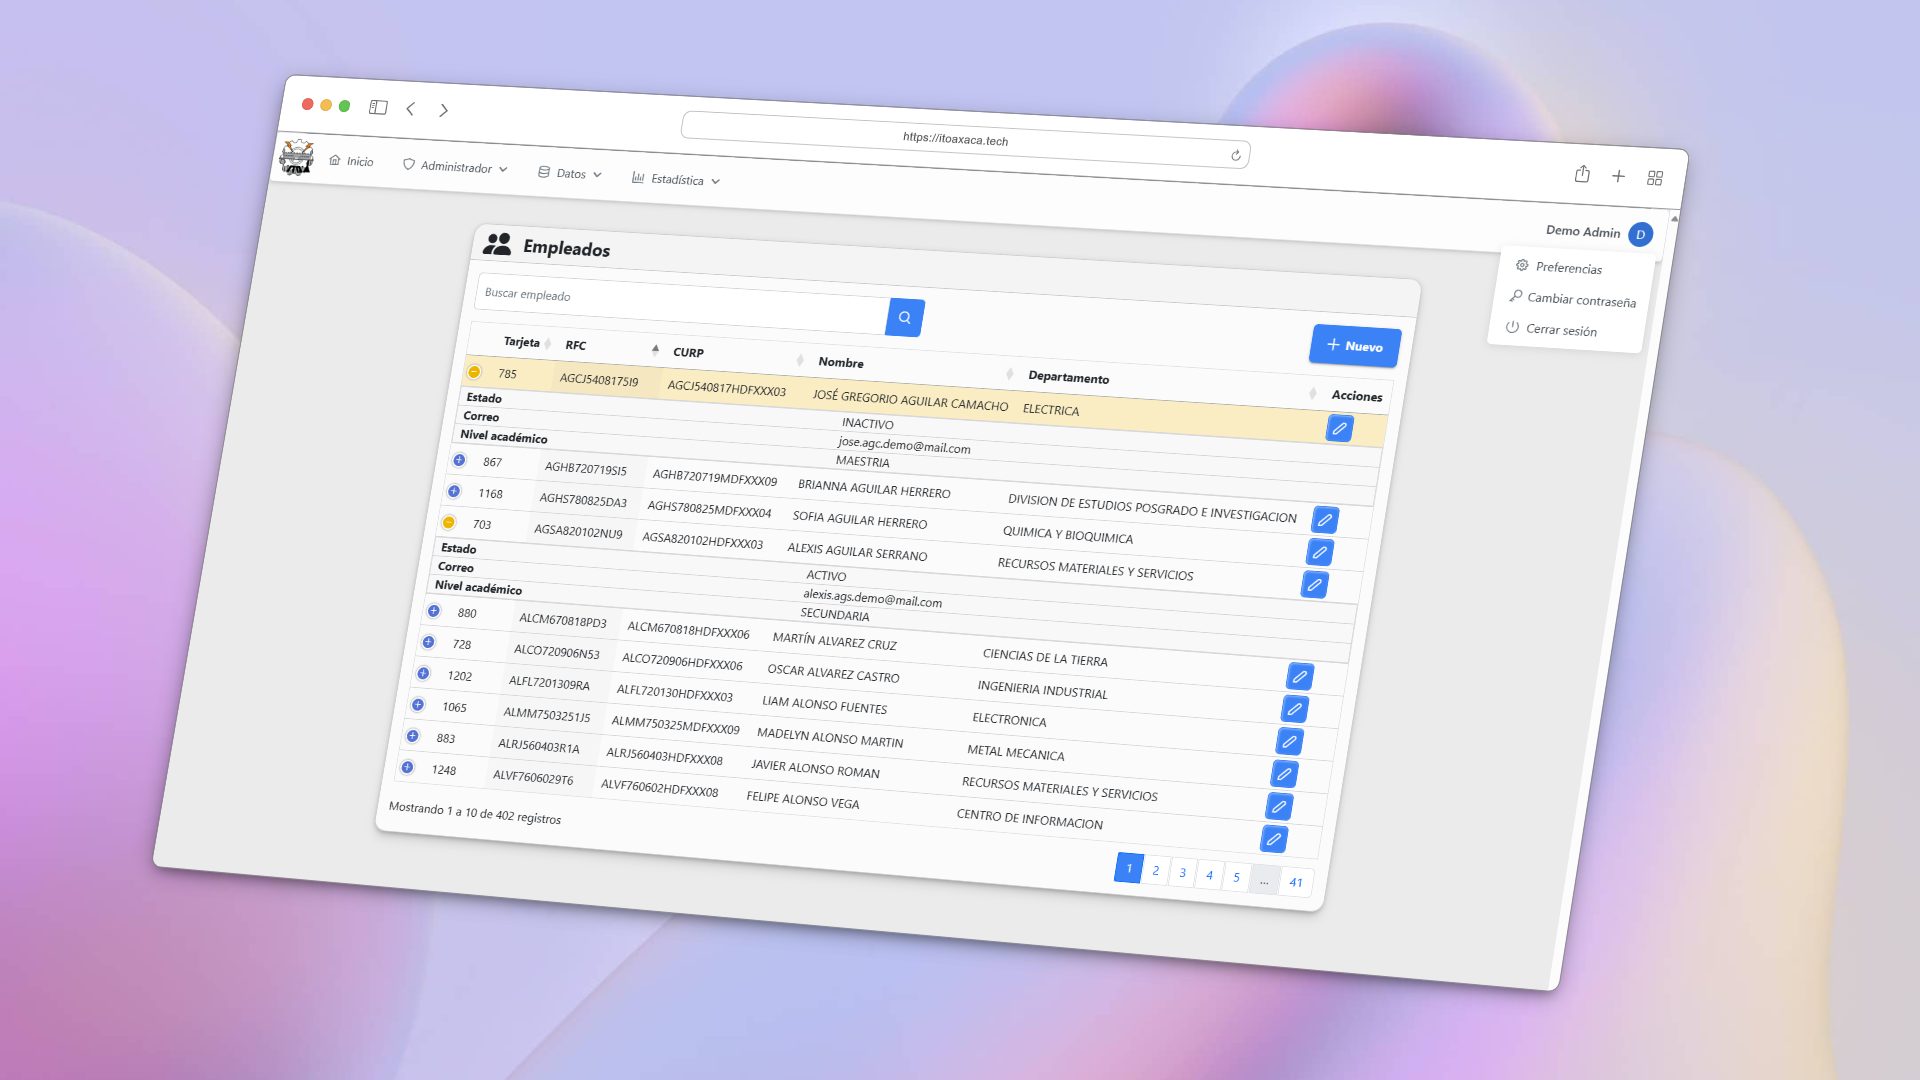 https://itoaxaca.tech
Inicio Administrador Datos Estadística
Demo Admin D
Preferencias
Cambiar contraseña
Cerrar sesión
Empleados
Buscar empleado
Nuevo
Tarjeta RFC CURP Nombre Departamento Acciones
785 AGCJ5408175I9 AGCJ540817HDFXXX03 JOSÉ GREGORIO AGUILAR CAMACHO ELECTRICA
Estado INACTIVO
Correo jose.agc.demo@mail.com
Nivel académico MAESTRIA
867 AGHB720719SI5 AGHB720719MDFXXX09 BRIANNA AGUILAR HERRERO DIVISION DE ESTUDIOS POSGRADO E INVESTIGACION
1168 AGHS780825DA3 AGHS780825MDFXXX04 SOFIA AGUILAR HERRERO QUIMICA Y BIOQUIMICA
703 AGSA820102NU9 AGSA820102HDFXXX03 ALEXIS AGUILAR SERRANO RECURSOS MATERIALES Y SERVICIOS
Estado ACTIVO
Correo alexis.ags.demo@mail.com
Nivel académico SECUNDARIA
880 ALCM670818PD3 ALCM670818HDFXXX06 MARTÍN ALVAREZ CRUZ CIENCIAS DE LA TIERRA
728 ALCO720906N53 ALCO720906HDFXXX06 OSCAR ALVAREZ CASTRO INGENIERIA INDUSTRIAL
1202 ALFL7201309RA ALFL720130HDFXXX03 LIAM ALONSO FUENTES ELECTRONICA
1065 ALMM7503251J5 ALMM750325MDFXXX09 MADELYN ALONSO MARTIN METAL MECANICA
883 ALRJ560403R1A ALRJ560403HDFXXX08 JAVIER ALONSO ROMAN RECURSOS MATERIALES Y SERVICIOS
1248 ALVF7606029T6 ALVF760602HDFXXX08 FELIPE ALONSO VEGA CENTRO DE INFORMACION
Mostrando 1 a 10 de 402 registros
1 2 3 4 5 ... 41